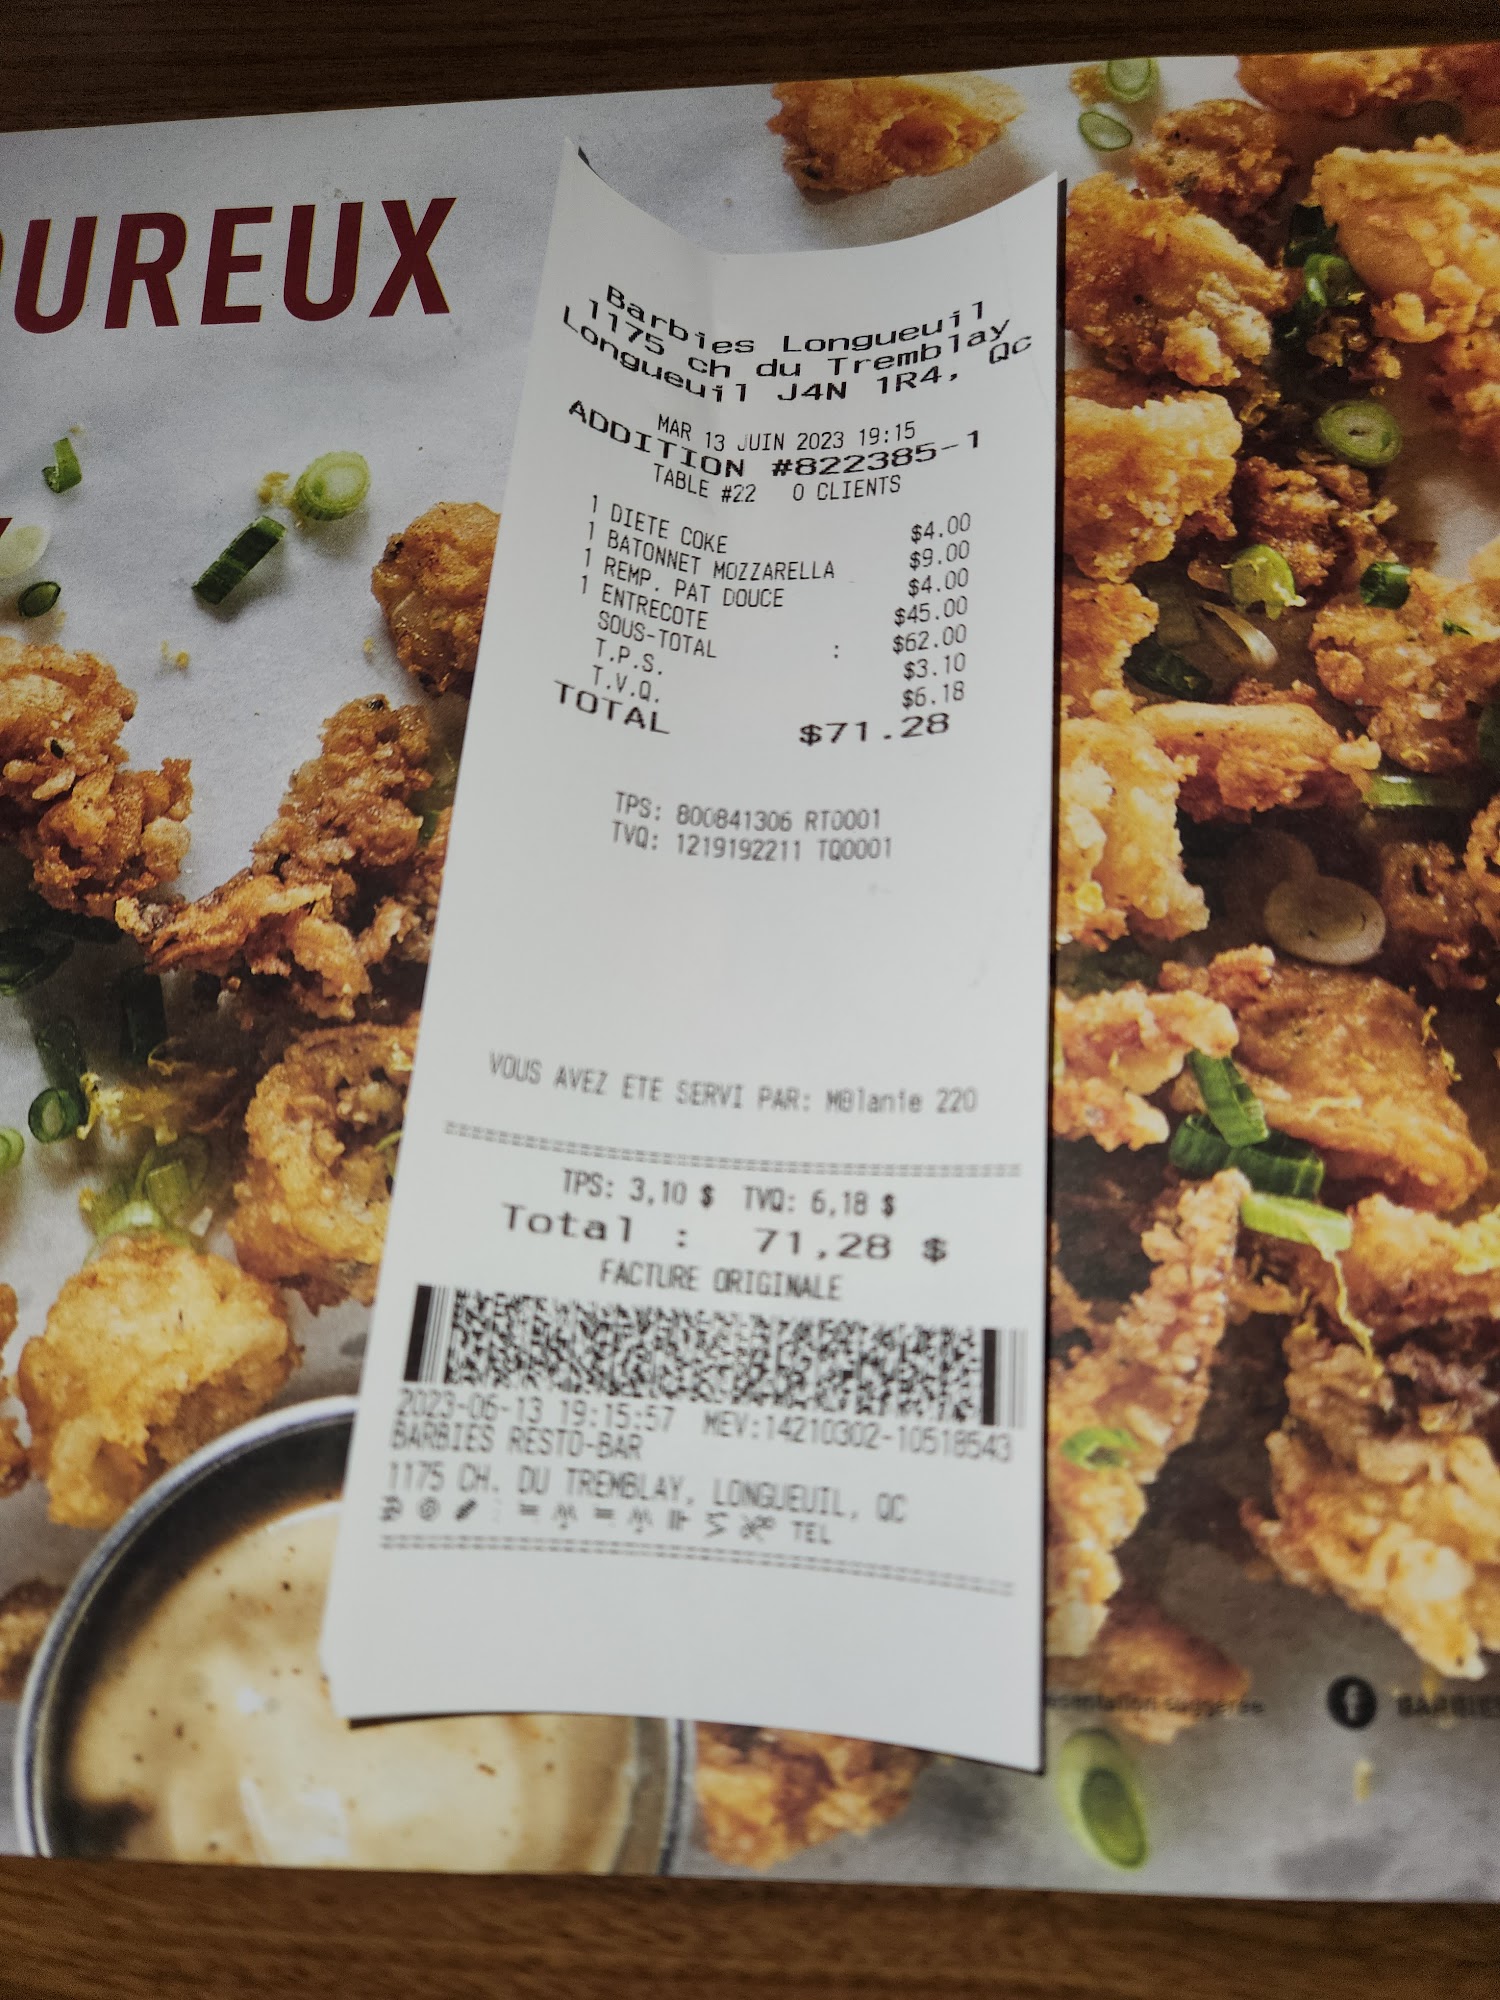 OUREUX
Barbies Longueuil
1175 ch du Tremblay
Longueuil J4N 1R4, QC
MAR 13 JUIN 2023 19:15
ADDITION #822385-1
TABLE #22 0 CLIENTS
1 DIETE COKE $4.00
1 BATONNET MOZZARELLA $9.00
1 REMP. PAT DOUCE $4.00
1 ENTRECOTE $45.00
SOUS-TOTAL : $62.00
T.P.S. $3.10
T.V.Q. $6.18
TOTAL $71.28
TPS: 800841306 RT0001
TVQ: 1219192211 TQ0001
VOUS AVEZ ETE SERVI PAR: MÐlanie 220
TPS: 3,10 $ TVQ: 6,18 $
Total : 71,28 $
FACTURE ORIGINALE
2023-06-13 19:15:57 MEV:14210302-10518543
BARBIES RESTO-BAR
1175 CH. DU TREMBLAY, LONGUEUIL, QC
TEL
suggérée
BARBIES